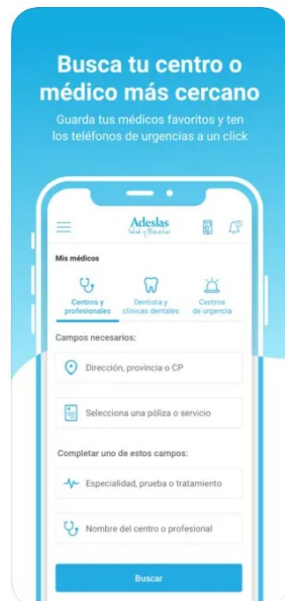 Busca tu centro o
médico más cercano
Guarda tus médicos favoritos y ten
los teléfonos de urgencias a un click
Adeslas
Salud y Bienestar
Mis médicos
Centros y
profesionales
Dentista y
clínicas dentales
Centros
de urgencia
Campos necesarios:
Dirección, provincia o CP
Selecciona una póliza o servicio
Completar uno de estos campos:
Especialidad, prueba o tratamiento
Nombre del centro o profesional
Buscar